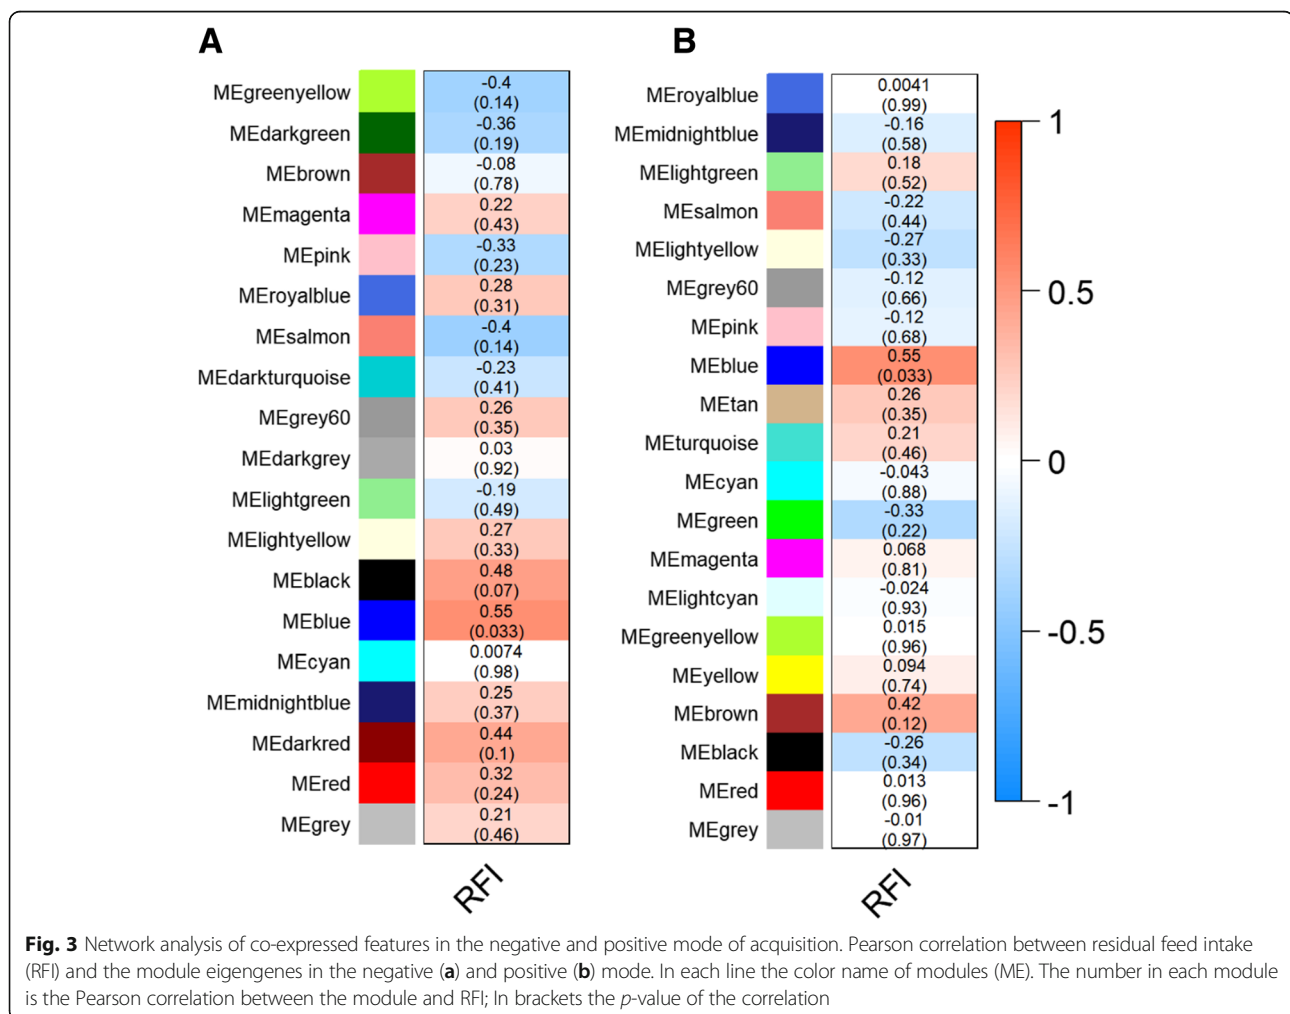 A
B
MEgreenyellow -0.4
(0.14)
MEdarkgreen -0.36
(0.19)
MEbrown -0.08
(0.78)
MEmagenta 0.22
(0.43)
MEpink -0.33
(0.23)
MEroyalblue 0.28
(0.31)
MEsalmon -0.4
(0.14)
MEdarkturquoise -0.23
(0.41)
MEgrey60 0.26
(0.35)
MEdarkgrey 0.03
(0.92)
MElightgreen -0.19
(0.49)
MElightyellow 0.27
(0.33)
MEblack 0.48
(0.07)
MEblue 0.55
(0.033)
MEcyan 0.0074
(0.98)
MEmidnightblue 0.25
(0.37)
MEdarkred 0.44
(0.1)
MEred 0.32
(0.24)
MEgrey 0.21
(0.46)
RFI
MEroyalblue 0.0041
(0.99)
MEmidnightblue -0.16
(0.58)
MElightgreen 0.18
(0.52)
MEsalmon -0.22
(0.44)
MElightyellow -0.27
(0.33)
MEgrey60 -0.12
(0.66)
MEpink -0.12
(0.68)
MEblue 0.55
(0.033)
MEtan 0.26
(0.35)
MEturquoise 0.21
(0.46)
MEcyan -0.043
(0.88)
MEgreen -0.33
(0.22)
MEmagenta 0.068
(0.81)
MElightcyan -0.024
(0.93)
MEgreenyellow 0.015
(0.96)
MEyellow 0.094
(0.74)
MEbrown 0.42
(0.12)
MEblack -0.26
(0.34)
MEred 0.013
(0.96)
MEgrey -0.01
(0.97)
RFI
1
0.5
0
-0.5
-1
Fig. 3 Network analysis of co-expressed features in the negative and positive mode of acquisition. Pearson correlation between residual feed intake
(RFI) and the module eigengenes in the negative (a) and positive (b) mode. In each line the color name of modules (ME). The number in each module
is the Pearson correlation between the module and RFI; In brackets the p-value of the correlation